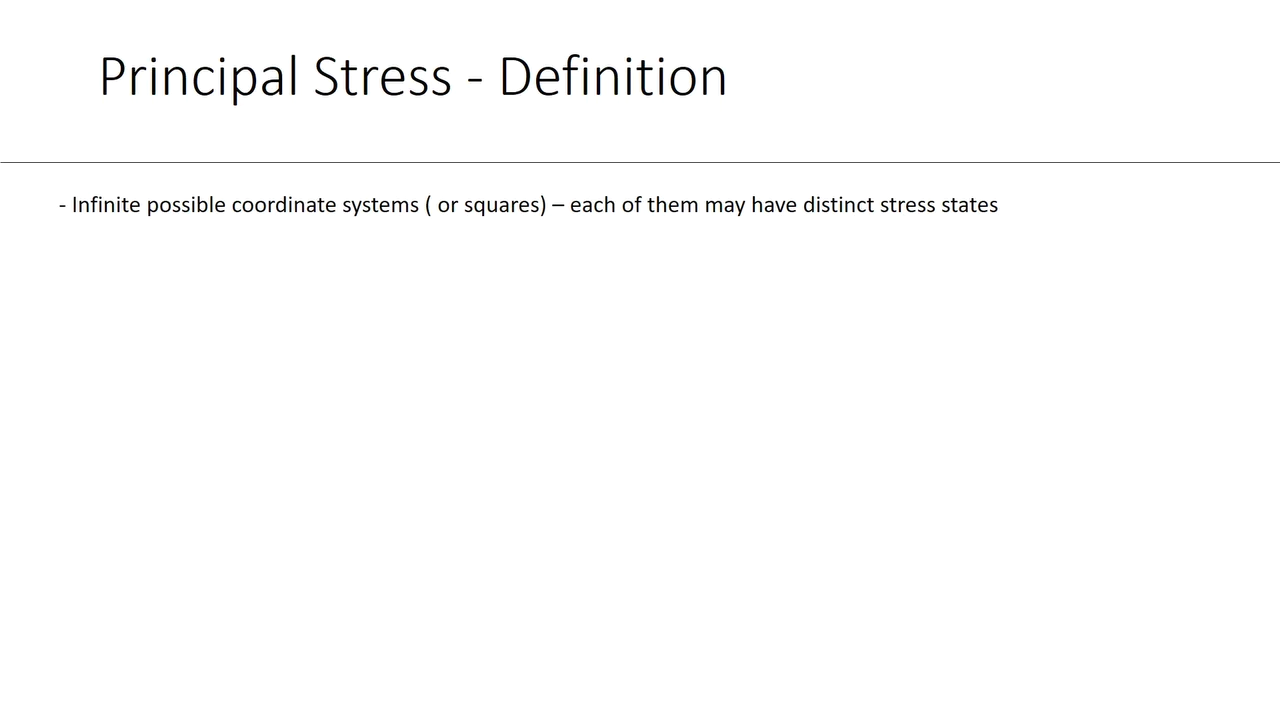 Principal Stress - Definition
- Infinite possible coordinate systems ( or squares) – each of them may have distinct stress states